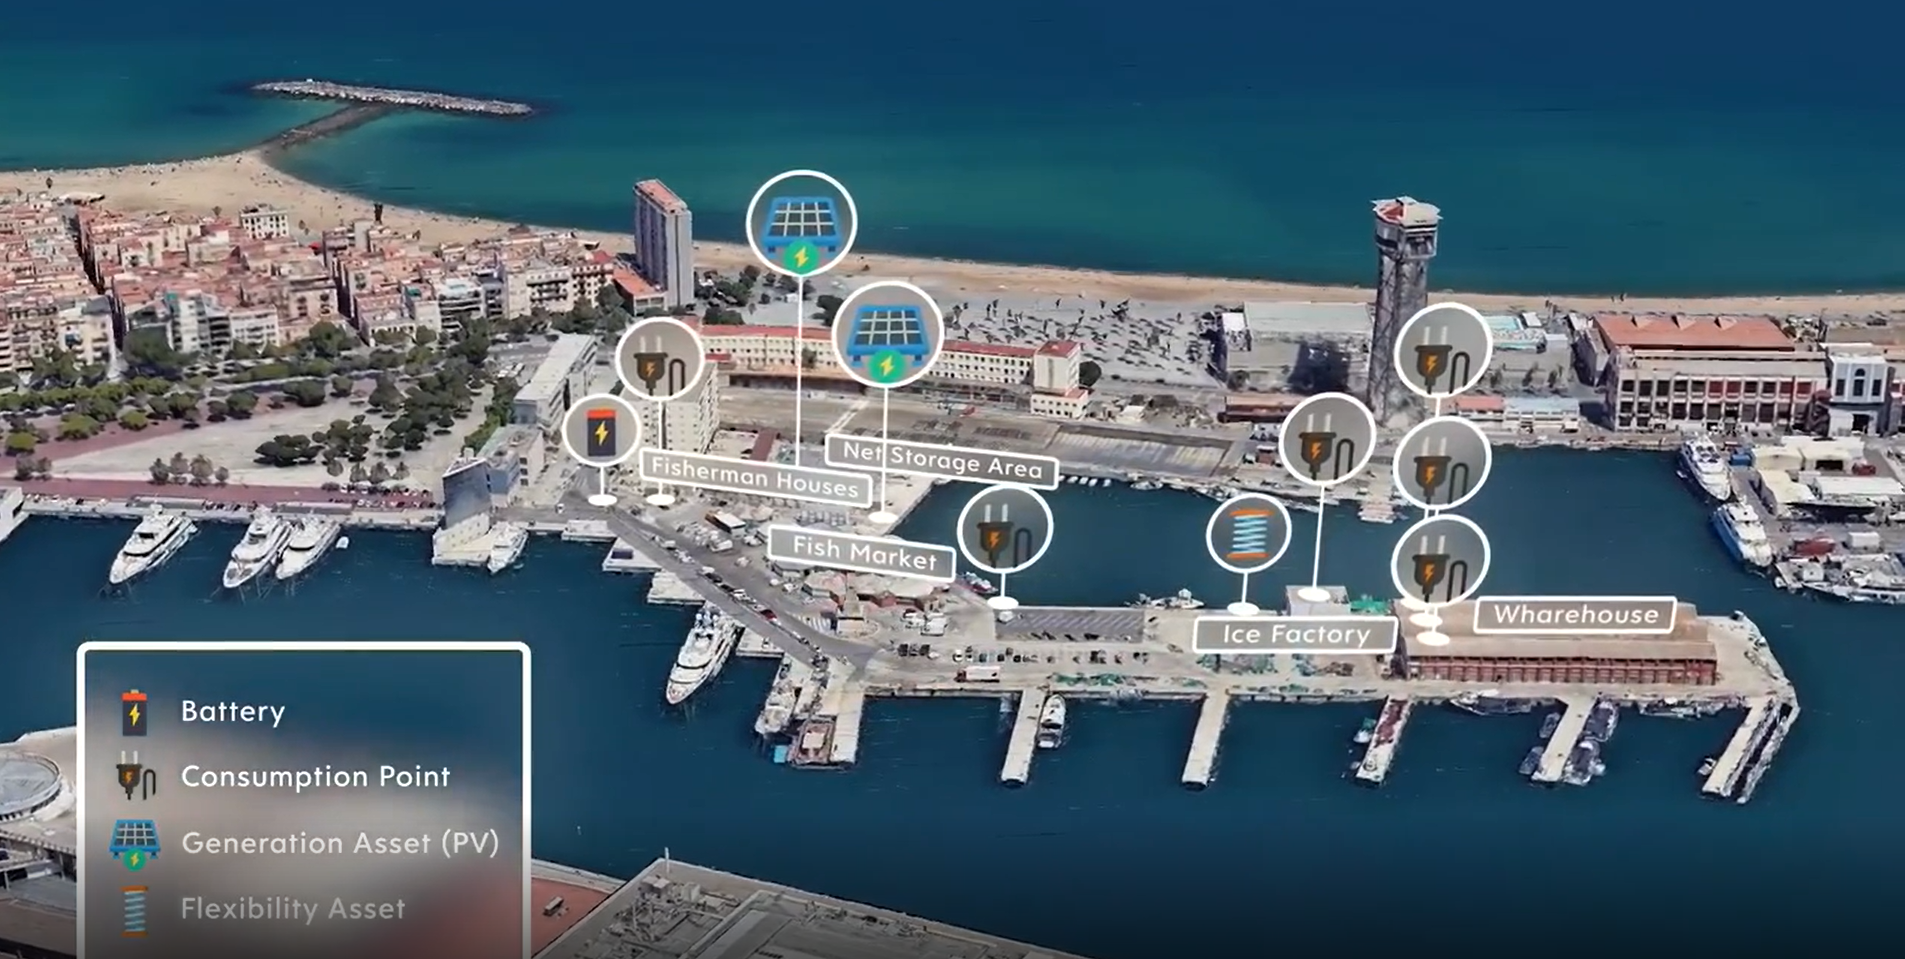 Net Storage Area
Fisherman Houses
Fish Market
Ice Factory
Wharehouse
Battery
Consumption Point
Generation Asset (PV)
Flexibility Asset